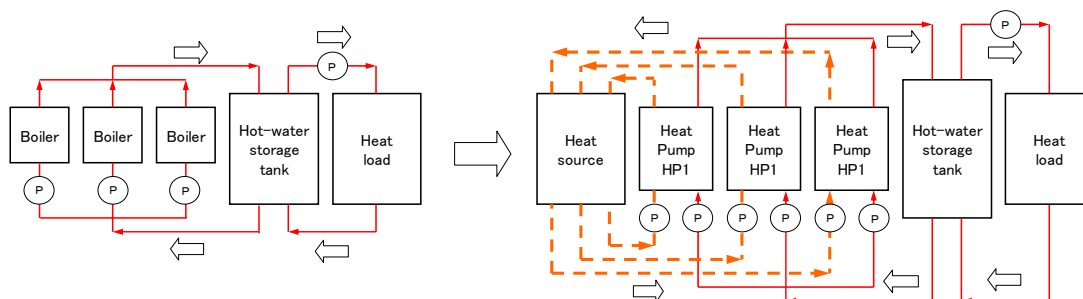 P
Boiler
Boiler
Boiler
Hot-water
storage
tank
Heat
load
P
P
P
P
Heat
source
Heat
Pump
HP1
Heat
Pump
HP1
Heat
Pump
HP1
Hot-water
storage
tank
Heat
load
P
P
P
P
P
P